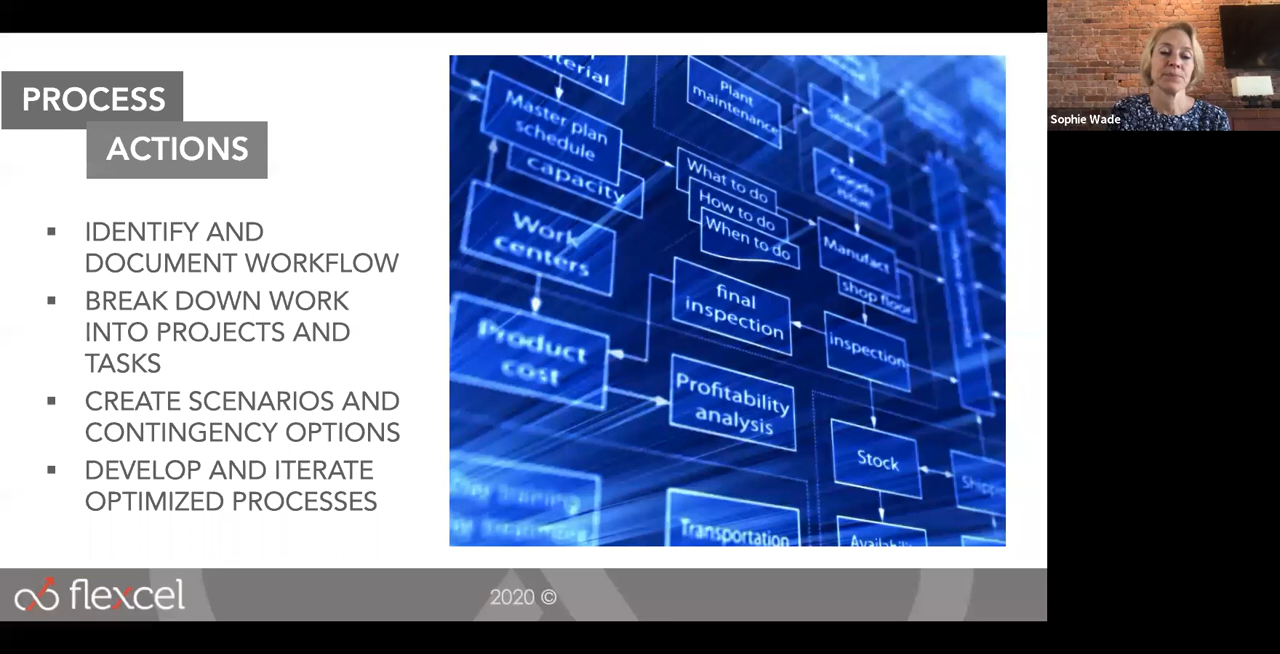 PROCESS
ACTIONS
▪ IDENTIFY AND
DOCUMENT WORKFLOW
▪ BREAK DOWN WORK
INTO PROJECTS AND
TASKS
▪ CREATE SCENARIOS AND
CONTINGENCY OPTIONS
▪ DEVELOP AND ITERATE
OPTIMIZED PROCESSES
Master plan
schedule
capacity
Work
centers
Product
cost
Plant
maintenance
What to do
How to do
When to do
final
inspection
Profitability
analysis
Transportation
Goods
issue
Manufact
shop floor
Inspection
Stock
flexcel
2020 ©
Sophie Wade